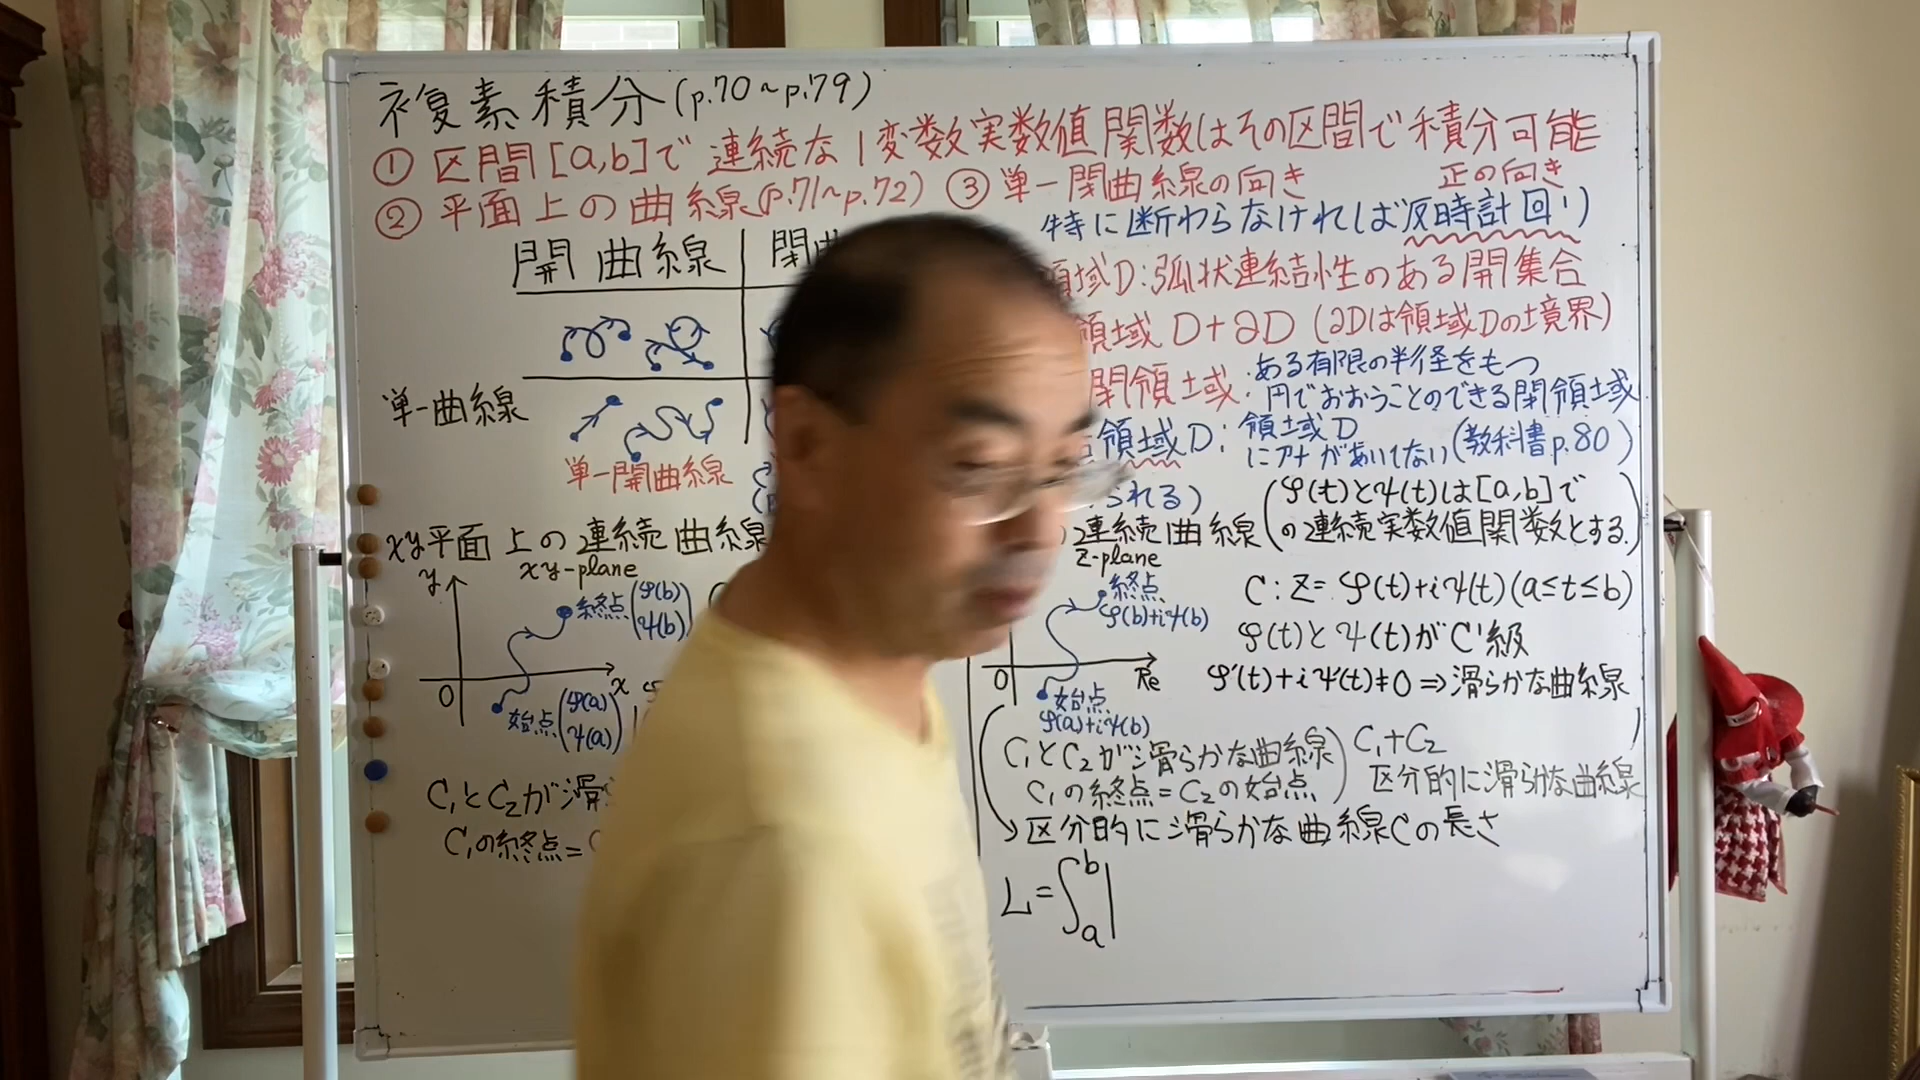 複素積分(p.70~p.79)
① 区間[a,b]で連続な1変数実数値関数はその区間で積分可能
② 平面上の曲線(p.71~p.72)
③ 単一閉曲線の向き
正の向き
特に断わらなければ反時計回り
開曲線
閉曲
領域D:弧状連結性のある開集合
領域 D+∂D (∂Dは領域Dの境界)
閉領域:ある有限の半径をもつ
円でおおうことのできる閉領域
単曲線
領域D: 領域D
にアナがあいてない(教科書p.80)
単一開曲線
られる)
xy平面上の連続曲線
xy-plane
連続曲線
z-plane
(φ(t)とψ(t)は[a,b]で
の連続実数値関数とする.)
y
終点(φ(b)
ψ(b))
0
x
始点(φ(a)
ψ(a))
終点
φ(b)+iψ(b)
0
Re
始点
φ(a)+iψ(b)
C:z=φ(t)+iψ(t)(a≤t≤b)
φ(t)とψ(t)がC¹級
φ'(t)+iψ(t)≠0⇒滑らかな曲線
C₁とC₂が滑
C₁の終点=
(C₁とC₂が滑らかな曲線
C₁の終点=C₂の始点)
C₁+C₂
区分的に滑らかな曲線
区分的に滑らかな曲線Cの長さ
L=∫ₐᵇ|